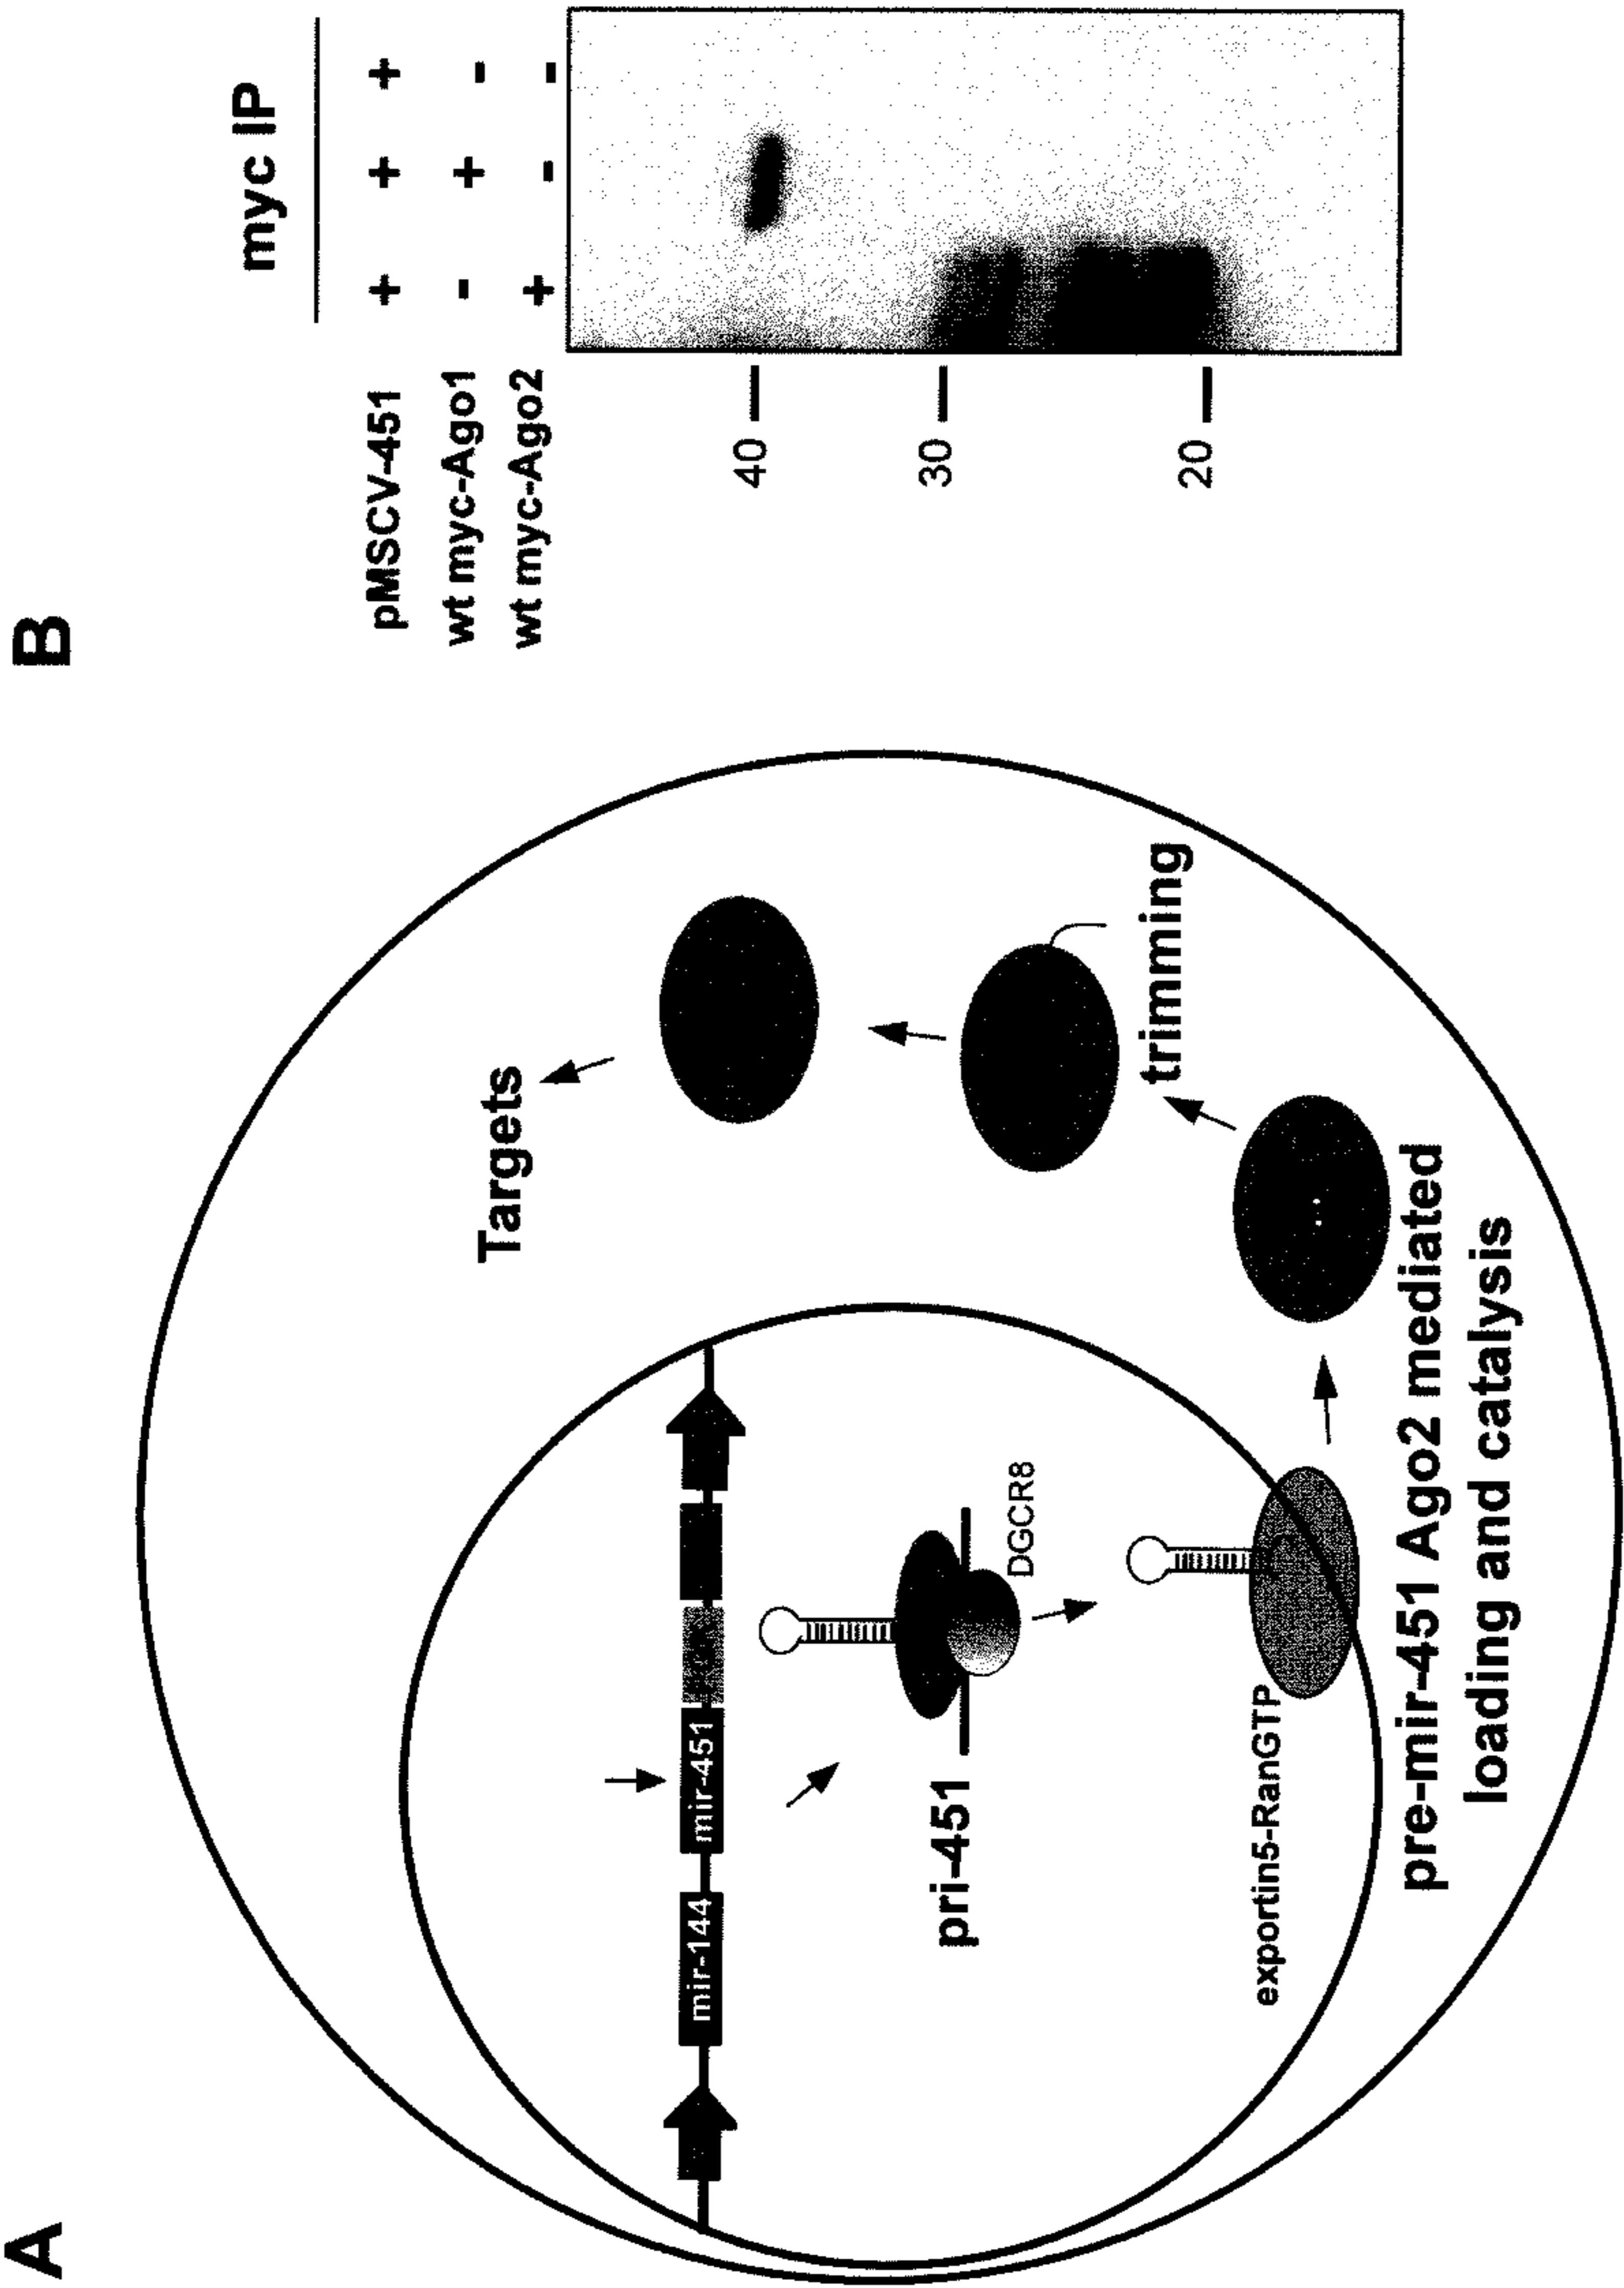 A
mir-144
mir-451
pri-451
DGCR8
exportin5-RanGTP
pre-mir-451 Ago2 mediated
loading and catalysis
trimming
Targets
B
myc IP
pMSCV-451 + + +
wt myc-Ago1 - + -
wt myc-Ago2 + - -
40
30
20